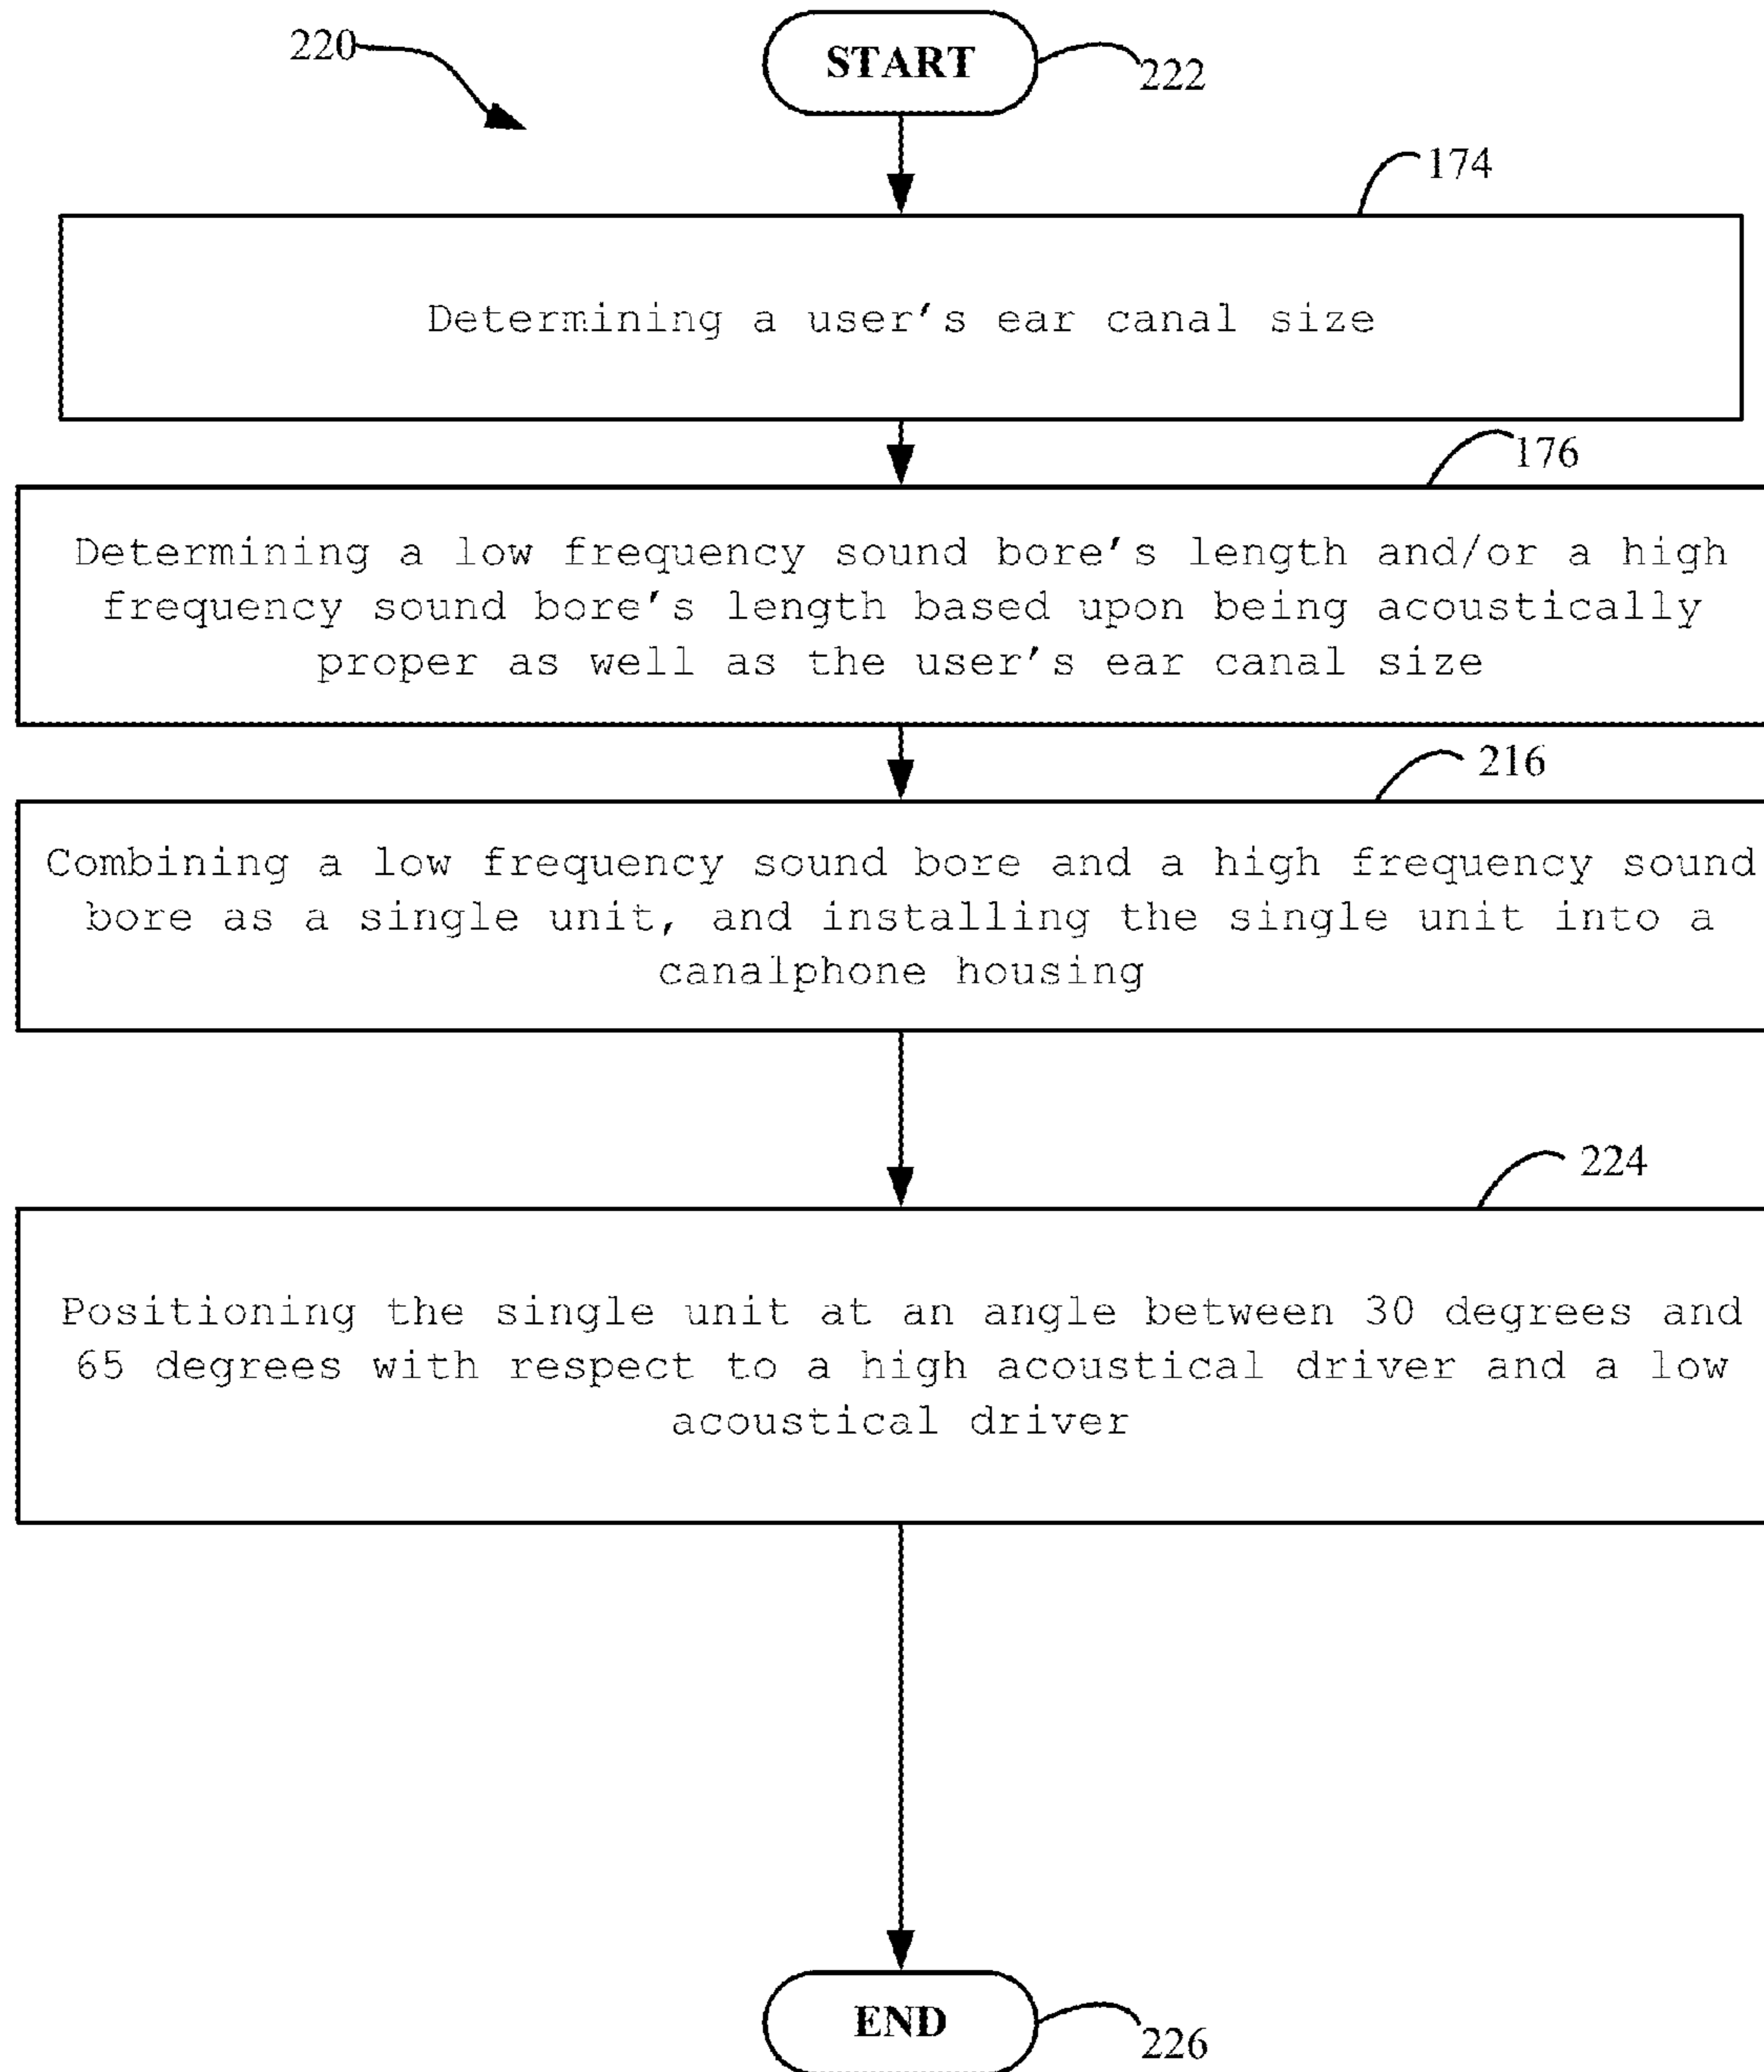 220
START
222
174
Determining a user's ear canal size
176
Determining a low frequency sound bore's length and/or a high
frequency sound bore's length based upon being acoustically
proper as well as the user's ear canal size
216
Combining a low frequency sound bore and a high frequency sound
bore as a single unit, and installing the single unit into a
canalphone housing
224
Positioning the single unit at an angle between 30 degrees and
65 degrees with respect to a high acoustical driver and a low
acoustical driver
END
226